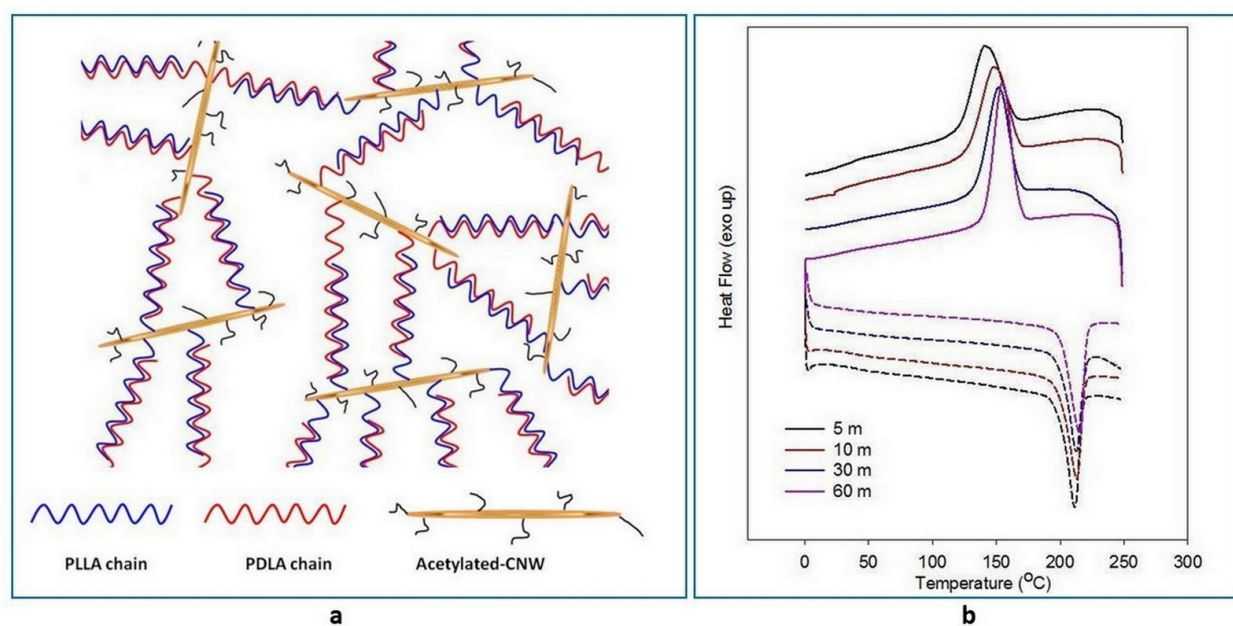 PLLA chain
PDLA chain
Acetylated-CNW
a
Heat Flow (exo up)
5 m
10 m
30 m
60 m
0
50
100
150
200
250
300
Temperature (°C)
b